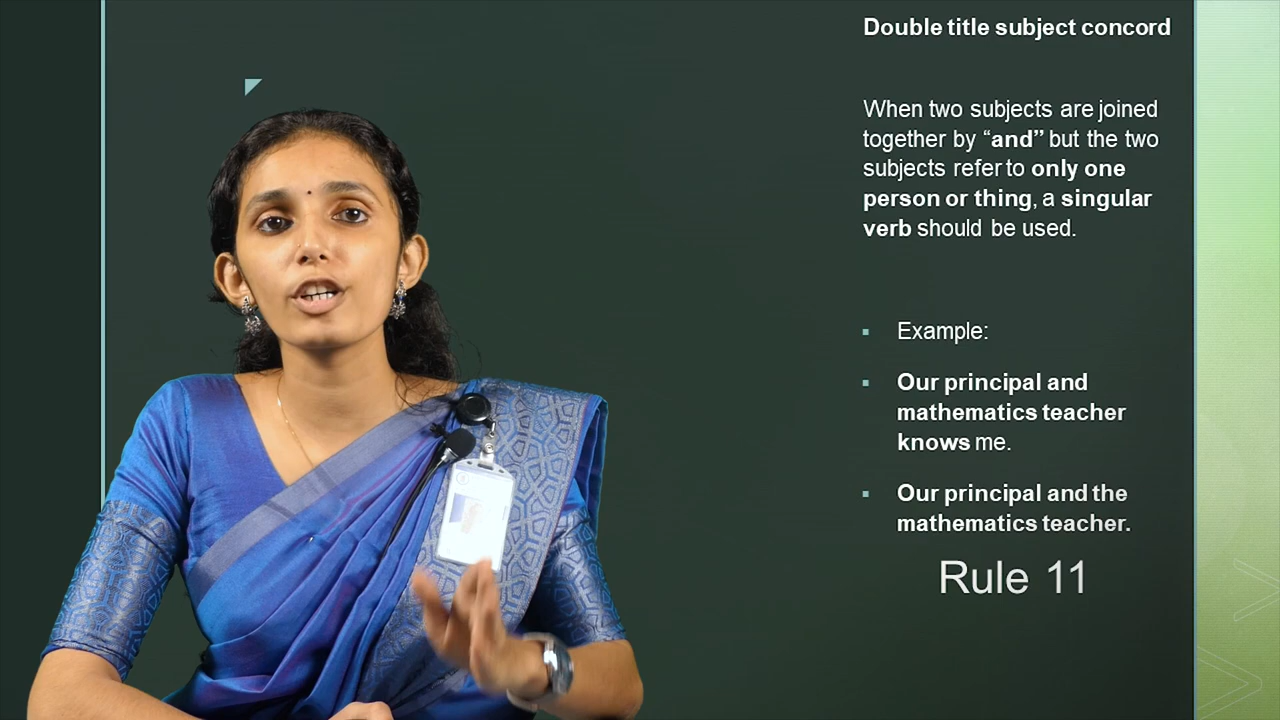 Double title subject concord
When two subjects are joined
together by “and” but the two
subjects refer to only one
person or thing, a singular
verb should be used.
Example:
Our principal and
mathematics teacher
knows me.
Our principal and the
mathematics teacher.
Rule 11